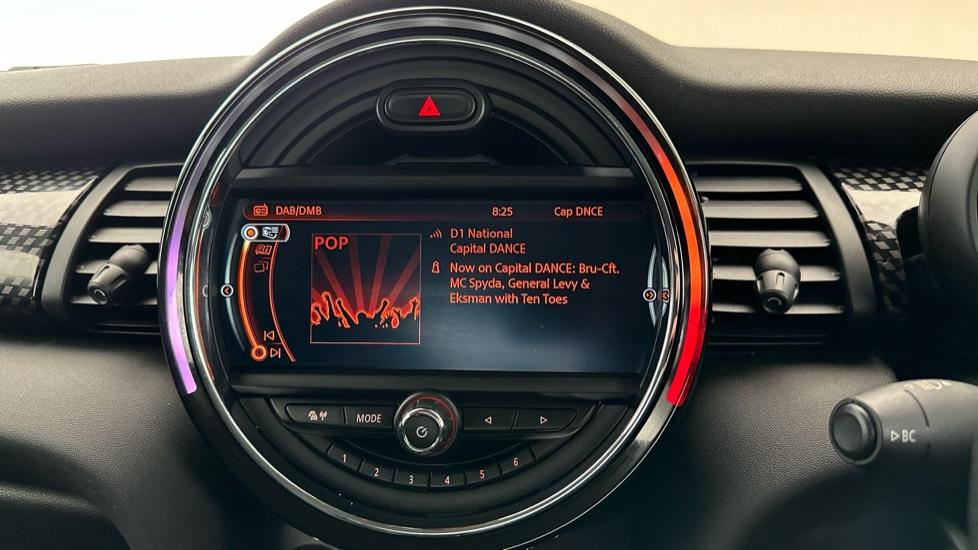 DAB/DMB 8:25 Cap DNCE
POP
D1 National
Capital DANCE
Now on Capital DANCE: Bru-Cft.
MC Spyda, General Levy &
Eksman with Ten Toes
MODE
1 2 3 4 5 6
BC